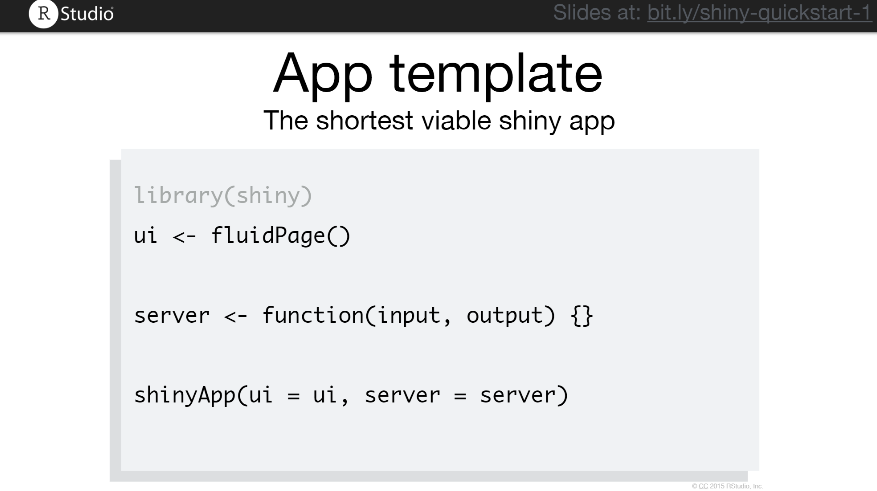 R Studio
Slides at: bit.ly/shiny-quickstart-1
App template
The shortest viable shiny app
library(shiny)
ui <- fluidPage()
server <- function(input, output) {}
shinyApp(ui = ui, server = server)
© CC 2015 RStudio, Inc.